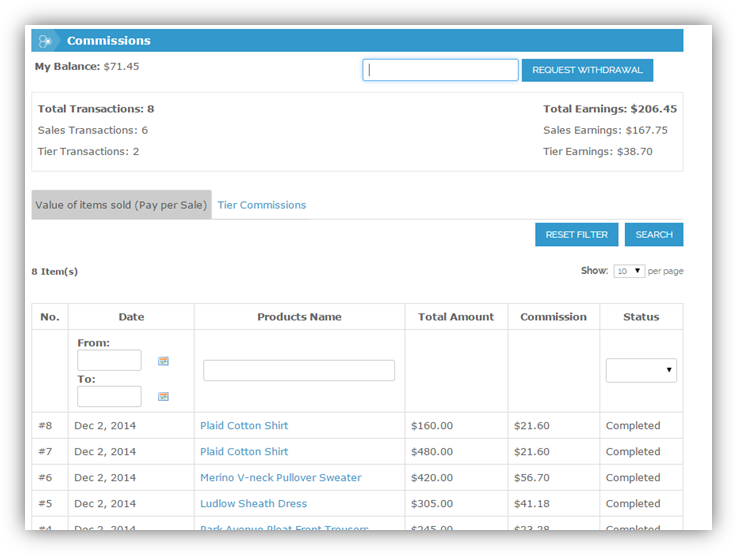 Commissions
My Balance: $71.45
REQUEST WITHDRAWAL
Total Transactions: 8 Total Earnings: $206.45
Sales Transactions: 6 Sales Earnings: $167.75
Tier Transactions: 2 Tier Earnings: $38.70
Value of items sold (Pay per Sale) Tier Commissions
RESET FILTER SEARCH
8 Item(s) Show: 10 per page
No. Date Products Name Total Amount Commission Status
From:
To:
#8 Dec 2, 2014 Plaid Cotton Shirt $160.00 $21.60 Completed
#7 Dec 2, 2014 Plaid Cotton Shirt $480.00 $21.60 Completed
#6 Dec 2, 2014 Merino V-neck Pullover Sweater $420.00 $56.70 Completed
#5 Dec 2, 2014 Ludlow Sheath Dress $305.00 $41.18 Completed
#4 Dec 2, 2014 Park Avenue Pleat Front Trousers $245.00 $23.28 Completed